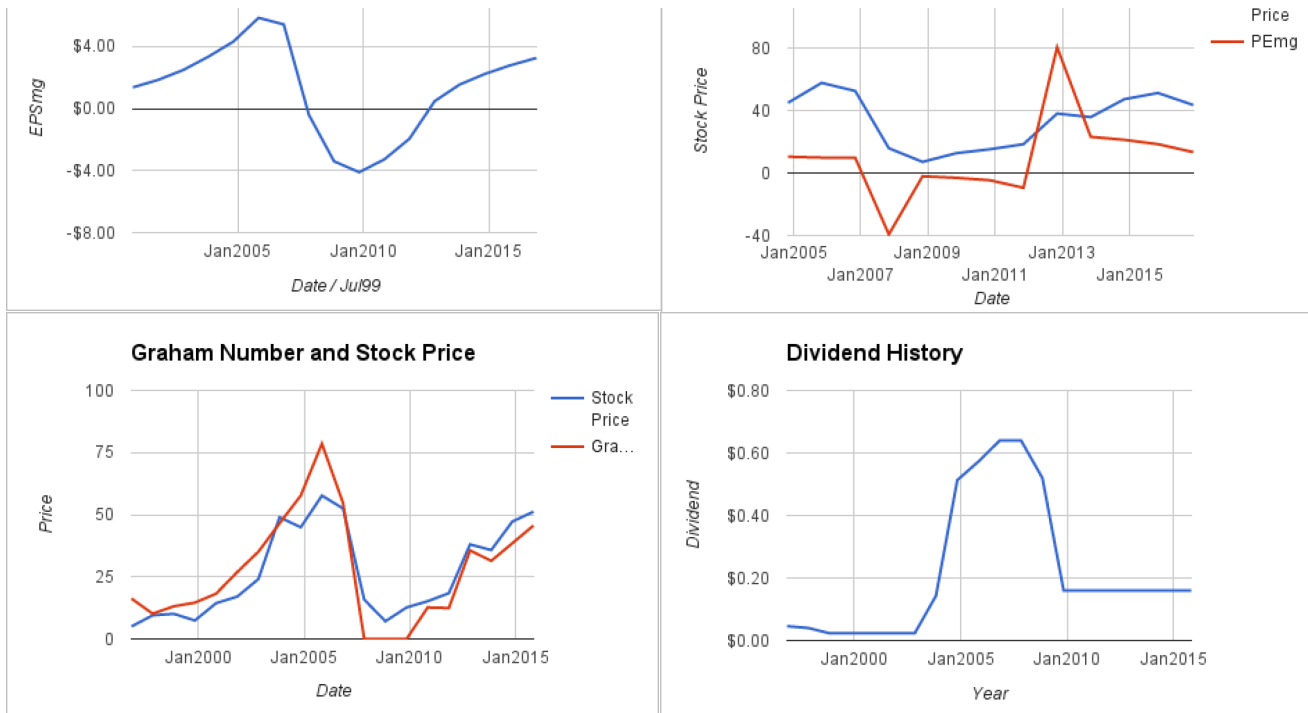 $4.00
$0.00
-$4.00
-$8.00
EPSmg
Jan2005 Jan2010 Jan2015
Date / Jul99
Price
PEmg
80
40
0
-40
Stock Price
Jan2005 Jan2009 Jan2013
Jan2007 Jan2011 Jan2015
Date
Graham Number and Stock Price
100
75
50
25
0
Price
Stock
Price
Gra...
Jan2000 Jan2005 Jan2010 Jan2015
Date
Dividend History
$0.80
$0.60
$0.40
$0.20
$0.00
Dividend
Jan2000 Jan2005 Jan2010 Jan2015
Year